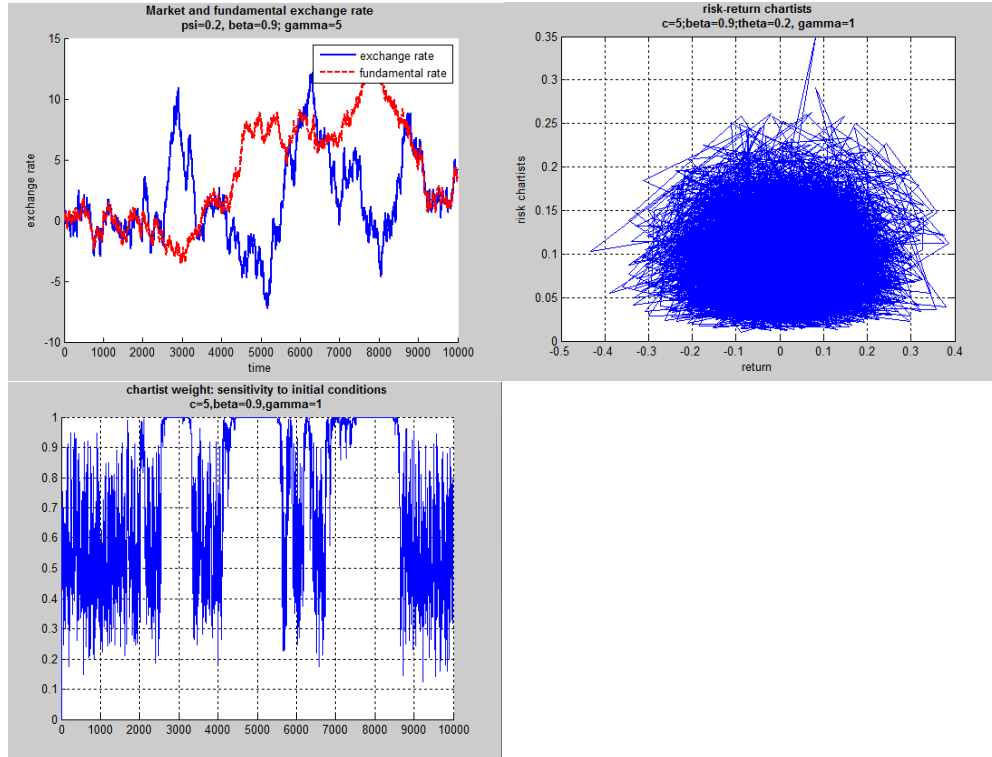 Market and fundamental exchange rate
psi=0.2, beta=0.9; gamma=5
15
10
5
0
-5
-10
exchange rate
exchange rate
fundamental rate
0 1000 2000 3000 4000 5000 6000 7000 8000 9000 10000
time
risk-return chartists
c=5;beta=0.9;theta=0.2, gamma=1
0.35
0.3
0.25
0.2
0.15
0.1
0.05
0
risk chartists
-0.5 -0.4 -0.3 -0.2 -0.1 0 0.1 0.2 0.3 0.4
return
chartist weight: sensitivity to initial conditions
c=5,beta=0.9,gamma=1
1
0.9
0.8
0.7
0.6
0.5
0.4
0.3
0.2
0.1
0
0 1000 2000 3000 4000 5000 6000 7000 8000 9000 10000